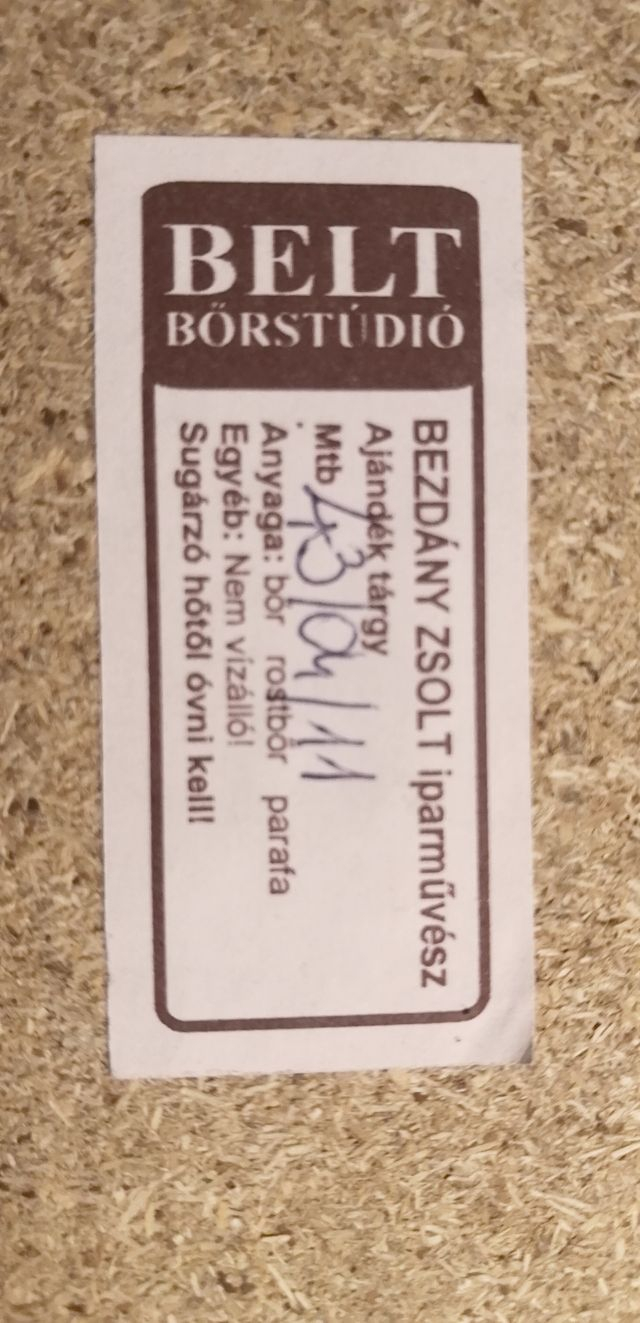 BELT
BŐRSTÚDIÓ
BEZDÁNY ZSOLT iparművész
Ajándék tárgy
Mtb 43/04/11
Anyaga: bőr rostbőr parafa
Egyéb: Nem vízálló!
Sugárzó hőtől óvni kell!